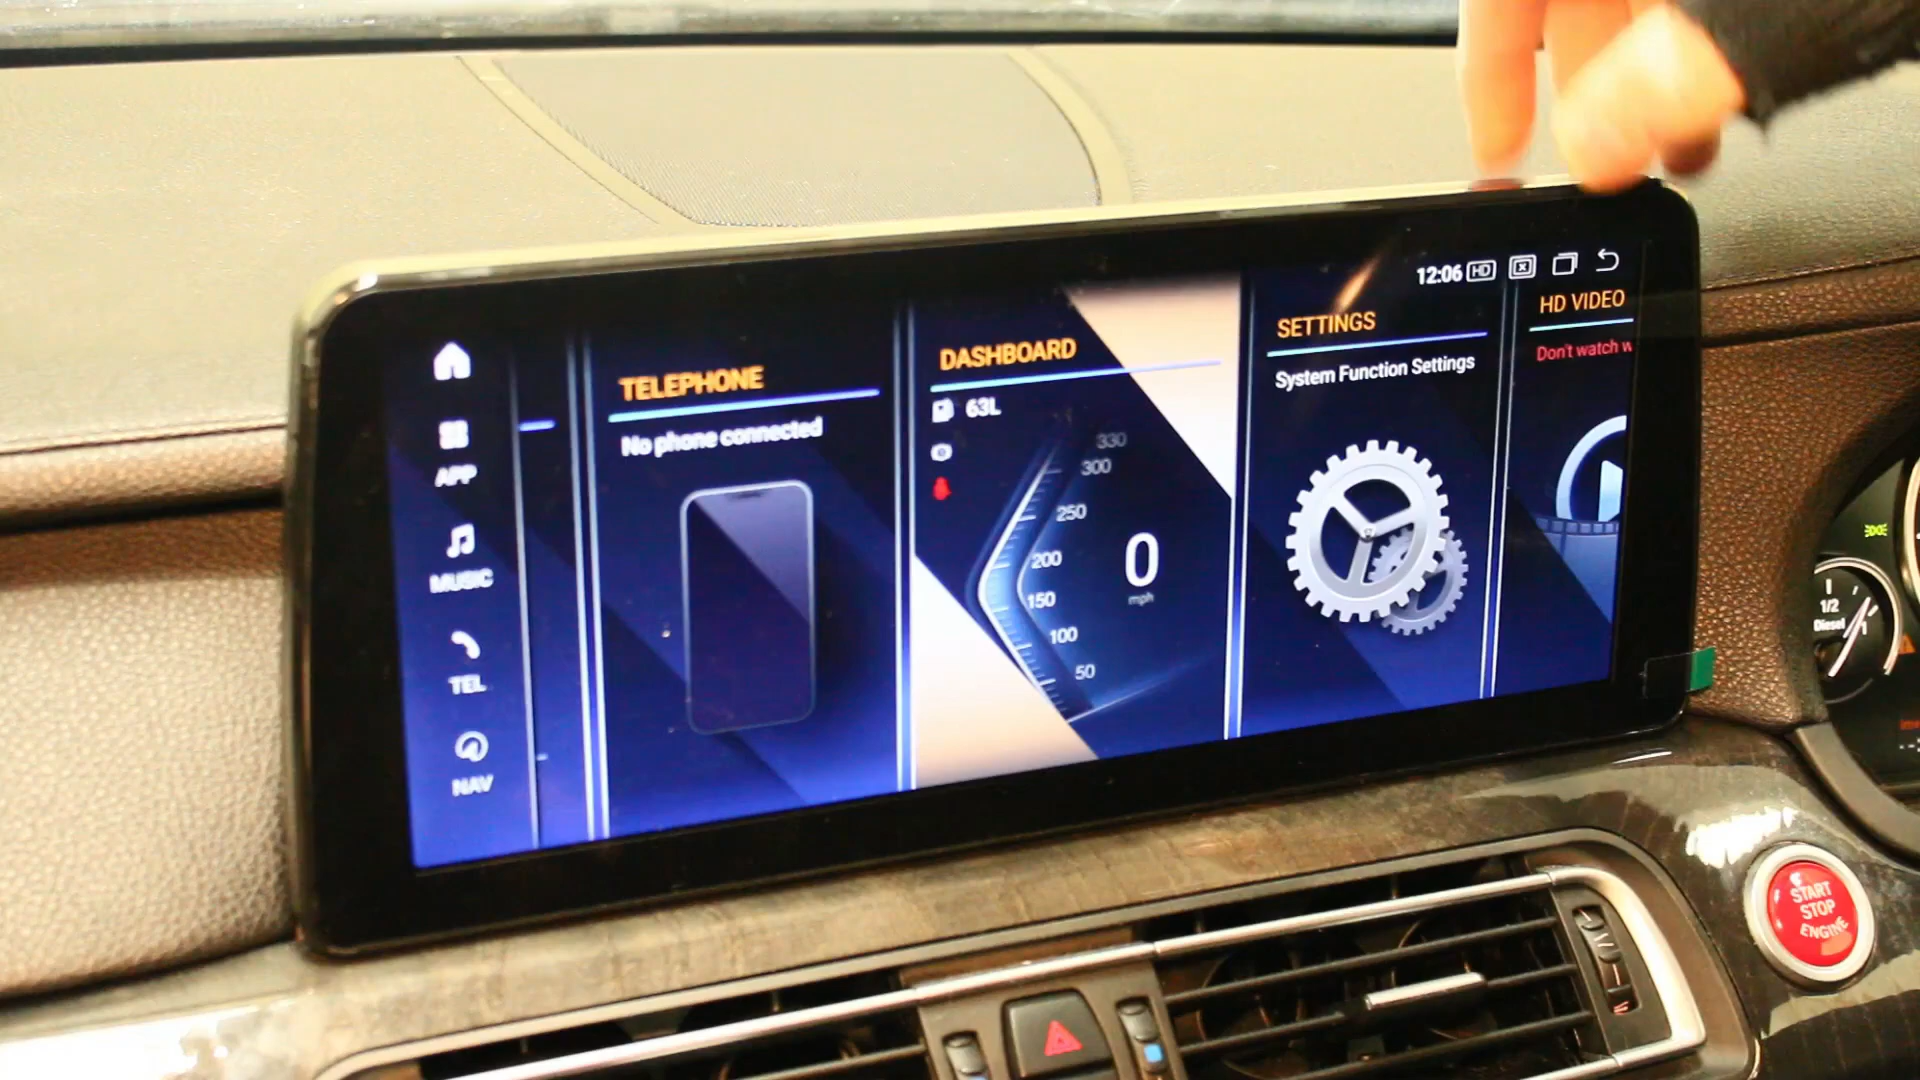 12:06 HD
APP
MUSIC
TEL
NAV
TELEPHONE
No phone connected
DASHBOARD
63L
330
300
250
200
150
100
50
0
mph
SETTINGS
System Function Settings
HD VIDEO
Don't watch w
1/2
Diesel
1
START
STOP
ENGINE